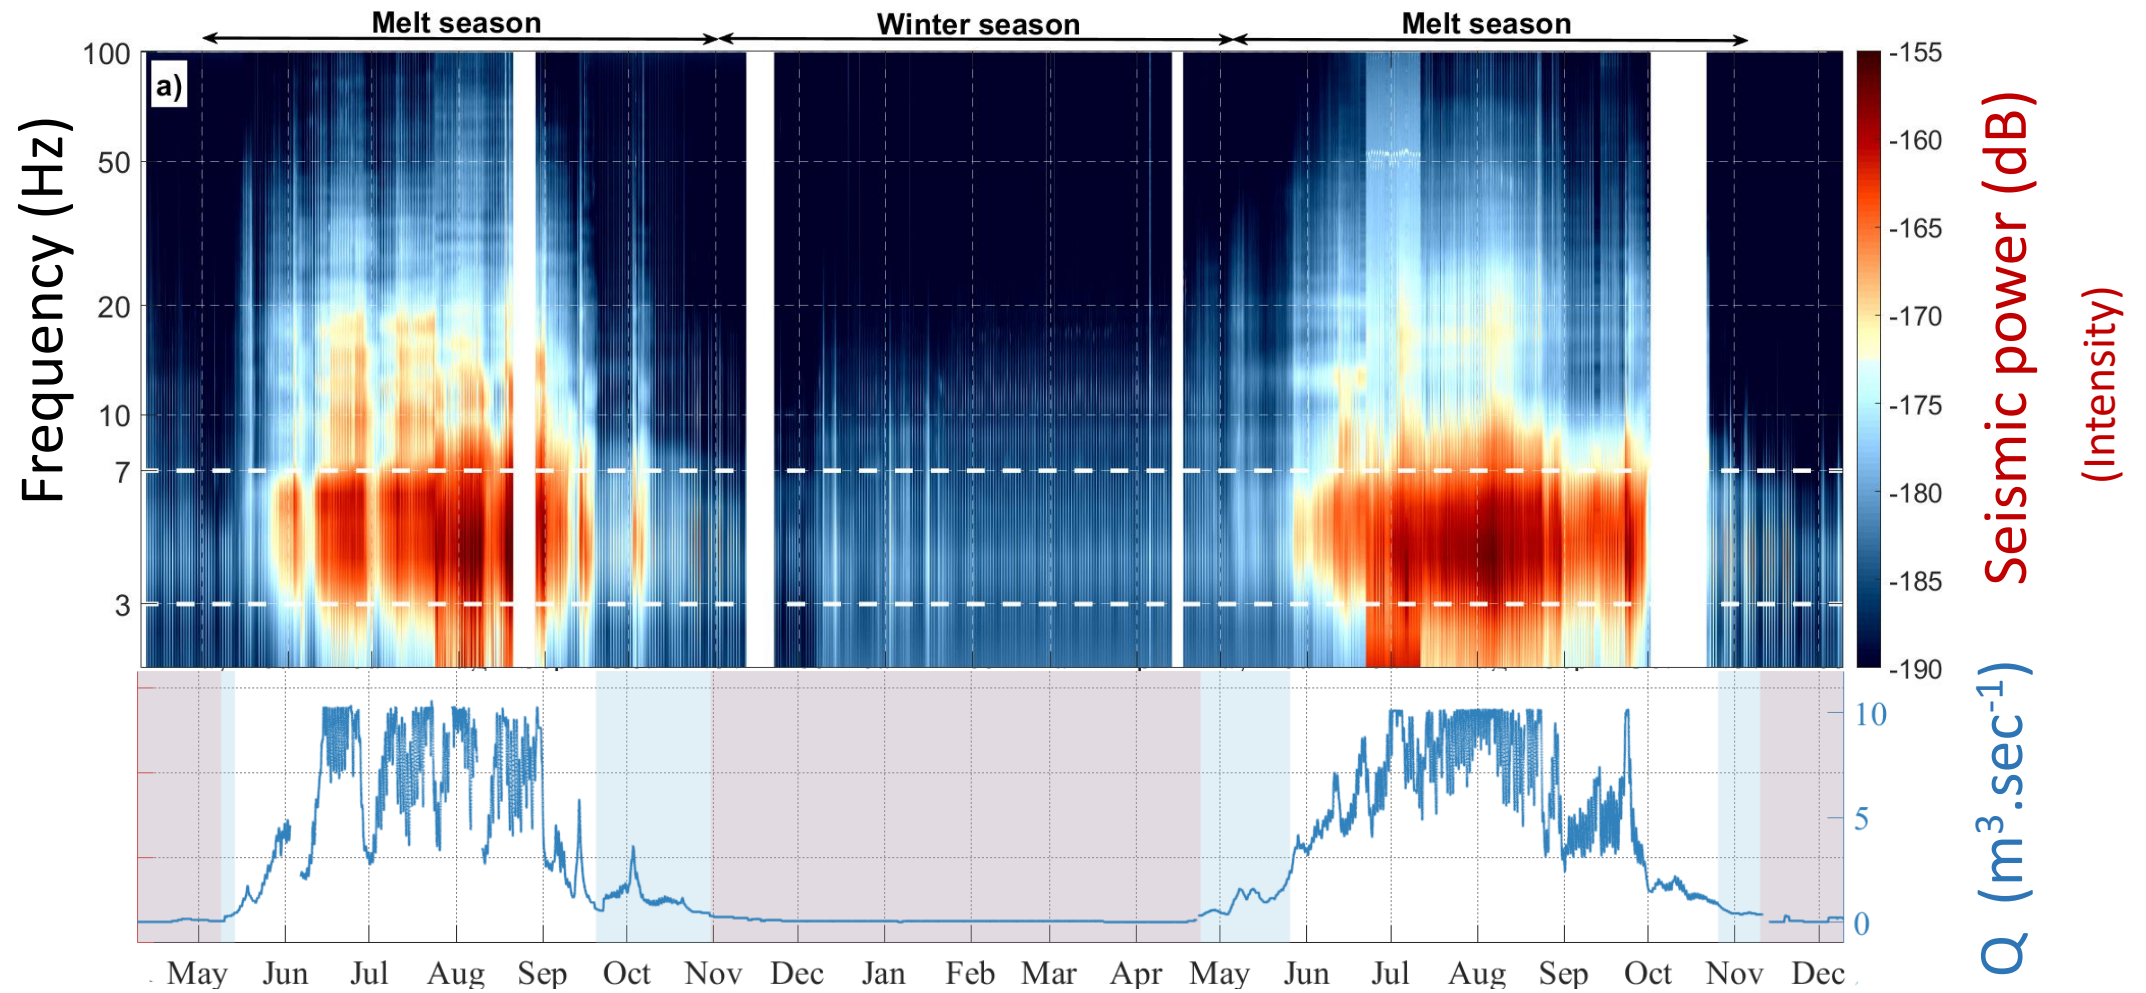 Melt season Winter season Melt season
a)
Frequency (Hz)
100
50
20
10
7
3
-155
-160
-165
-170
-175
-180
-185
-190
Seismic power (dB)
(Intensity)
10
5
0
Q (m³.sec⁻¹)
May Jun Jul Aug Sep Oct Nov Dec Jan Feb Mar Apr May Jun Jul Aug Sep Oct Nov Dec